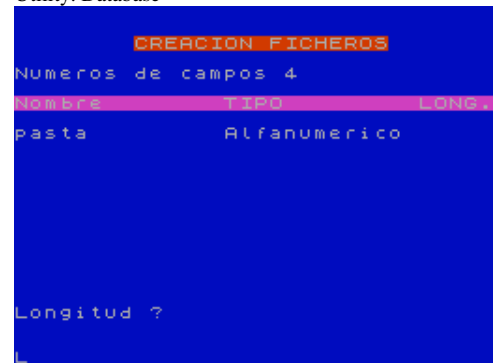 Utility: Database
CREACION FICHEROS
Numeros de campos 4
Nombre TIPO LONG.
pasta Alfanumerico
Longitud ?
L